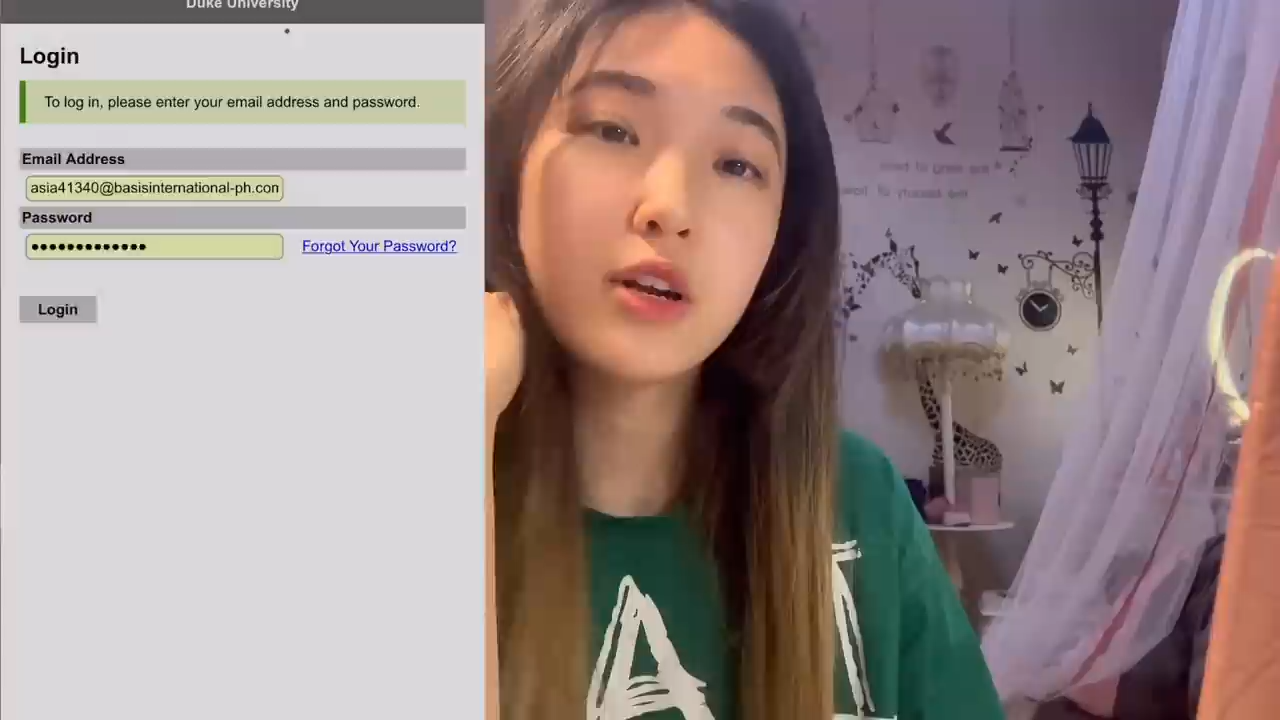 Duke University
Login
To log in, please enter your email address and password.
Email Address
asia41340@basisinternational-ph.con
Password
•••••••••••••
Forgot Your Password?
Login
A